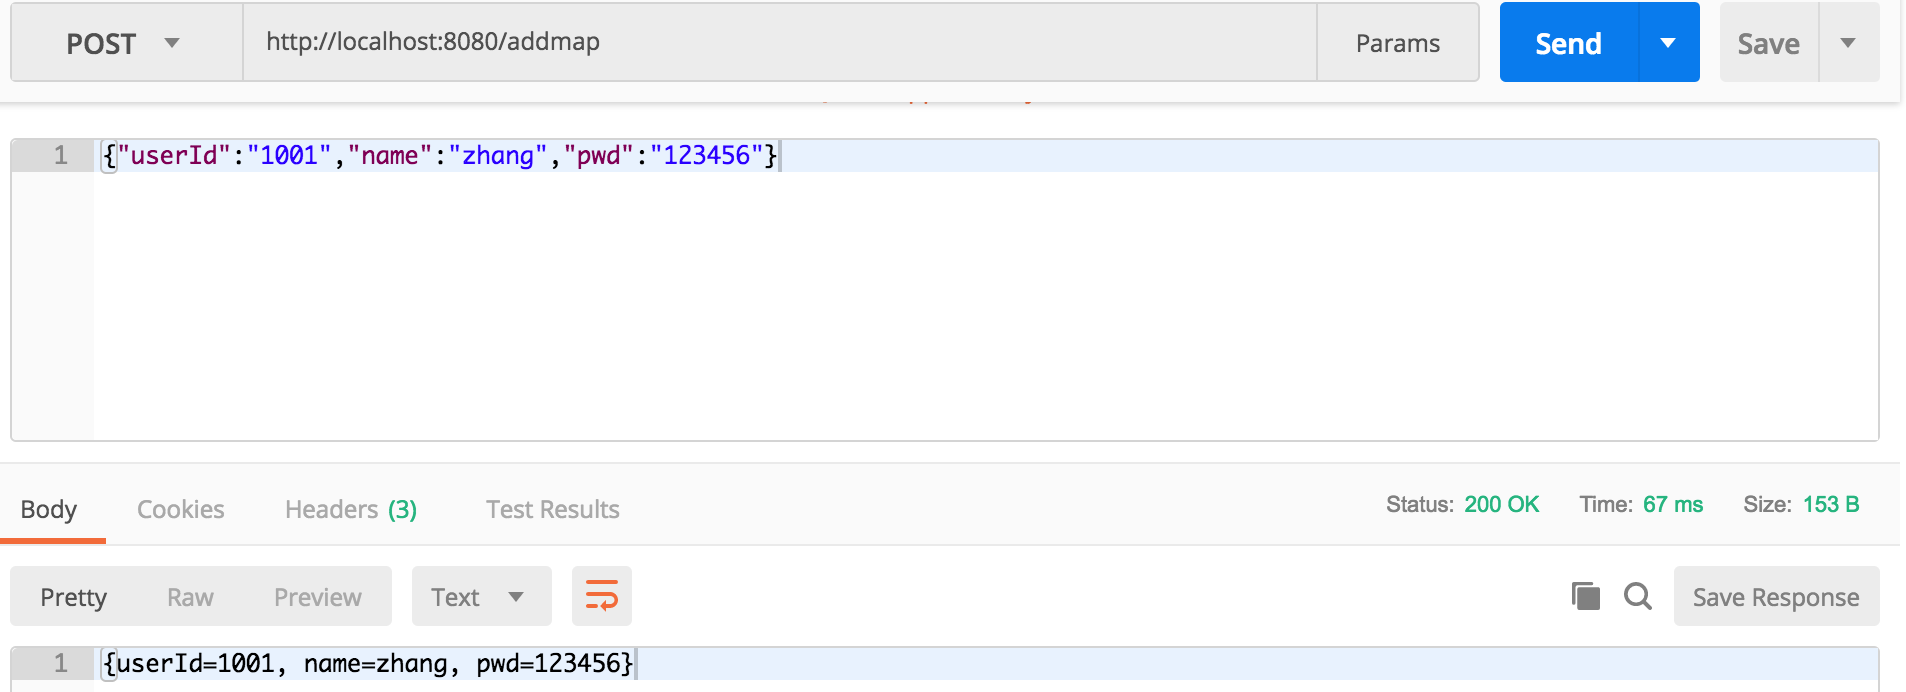 POST http://localhost:8080/addmap Params Send Save
1 {"userId":"1001","name":"zhang","pwd":"123456"}
Body Cookies Headers (3) Test Results Status: 200 OK Time: 67 ms Size: 153 B
Pretty Raw Preview Text Save Response
1 {userId=1001, name=zhang, pwd=123456}